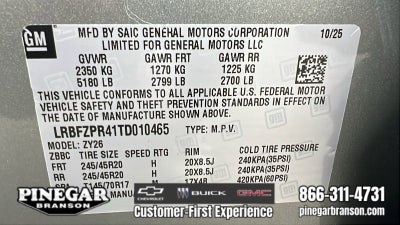 GM
MFD BY SAIC GENERAL MOTORS CORPORATION 10/25
LIMITED FOR GENERAL MOTORS LLC
GVWR GAWR FRT GAWR RR
2350 KG 1270 KG 1225 KG
5180 LB 2799 LB 2700 LB
THIS VEHICLE CONFORMS TO ALL APPLICABLE U.S. FEDERAL MOTOR
VEHICLE SAFETY AND THEFT PREVENTION STANDARDS IN EFFECT ON
THE DATE OF MANUFACTURE SHOWN ABOVE.
LRBFZPR41TD010465 TYPE: M.P.V.
MODEL: ZY26
ZBBC TIRE SIZE SPEED RTG RIM COLD TIRE PRESSURE
FRT 245/45R20 H 20X8.5J 240KPA(35PSI)
RR 245/45R20 H 20X8.5J 240KPA(35PSI)
T145/70R17 M 17X4B 420KPA(60PSI)
PINEGAR
BRANSON
CHEVROLET BUICK GMC
Customer-First Experience
866-311-4731
pinegarbranson.com